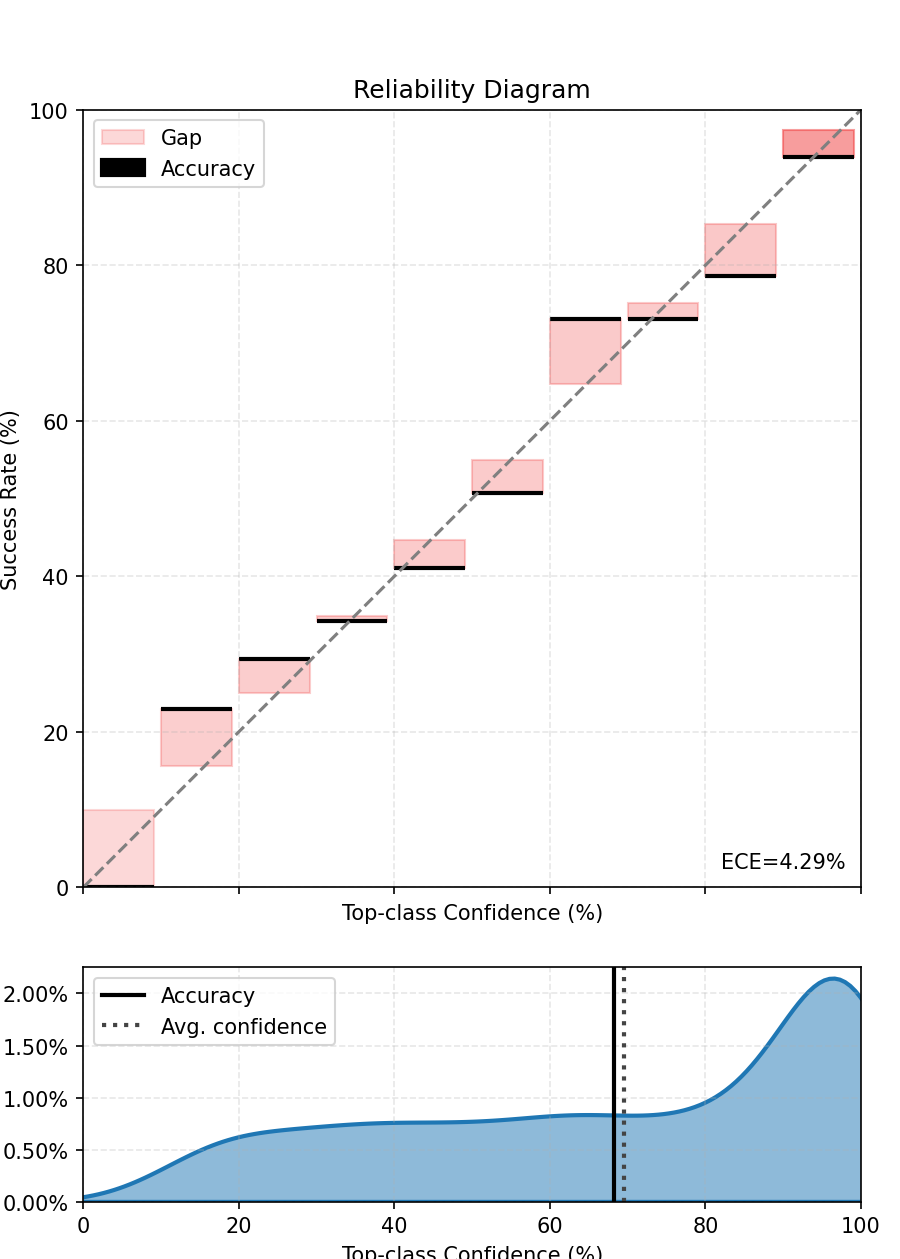 Reliability Diagram
100
80
60
40
20
0
Success Rate (%)
Gap
Accuracy
ECE=4.29%
Top-class Confidence (%)
2.00%
1.50%
1.00%
0.50%
0.00%
Accuracy
Avg. confidence
0 20 40 60 80 100
Top-class Confidence (%)